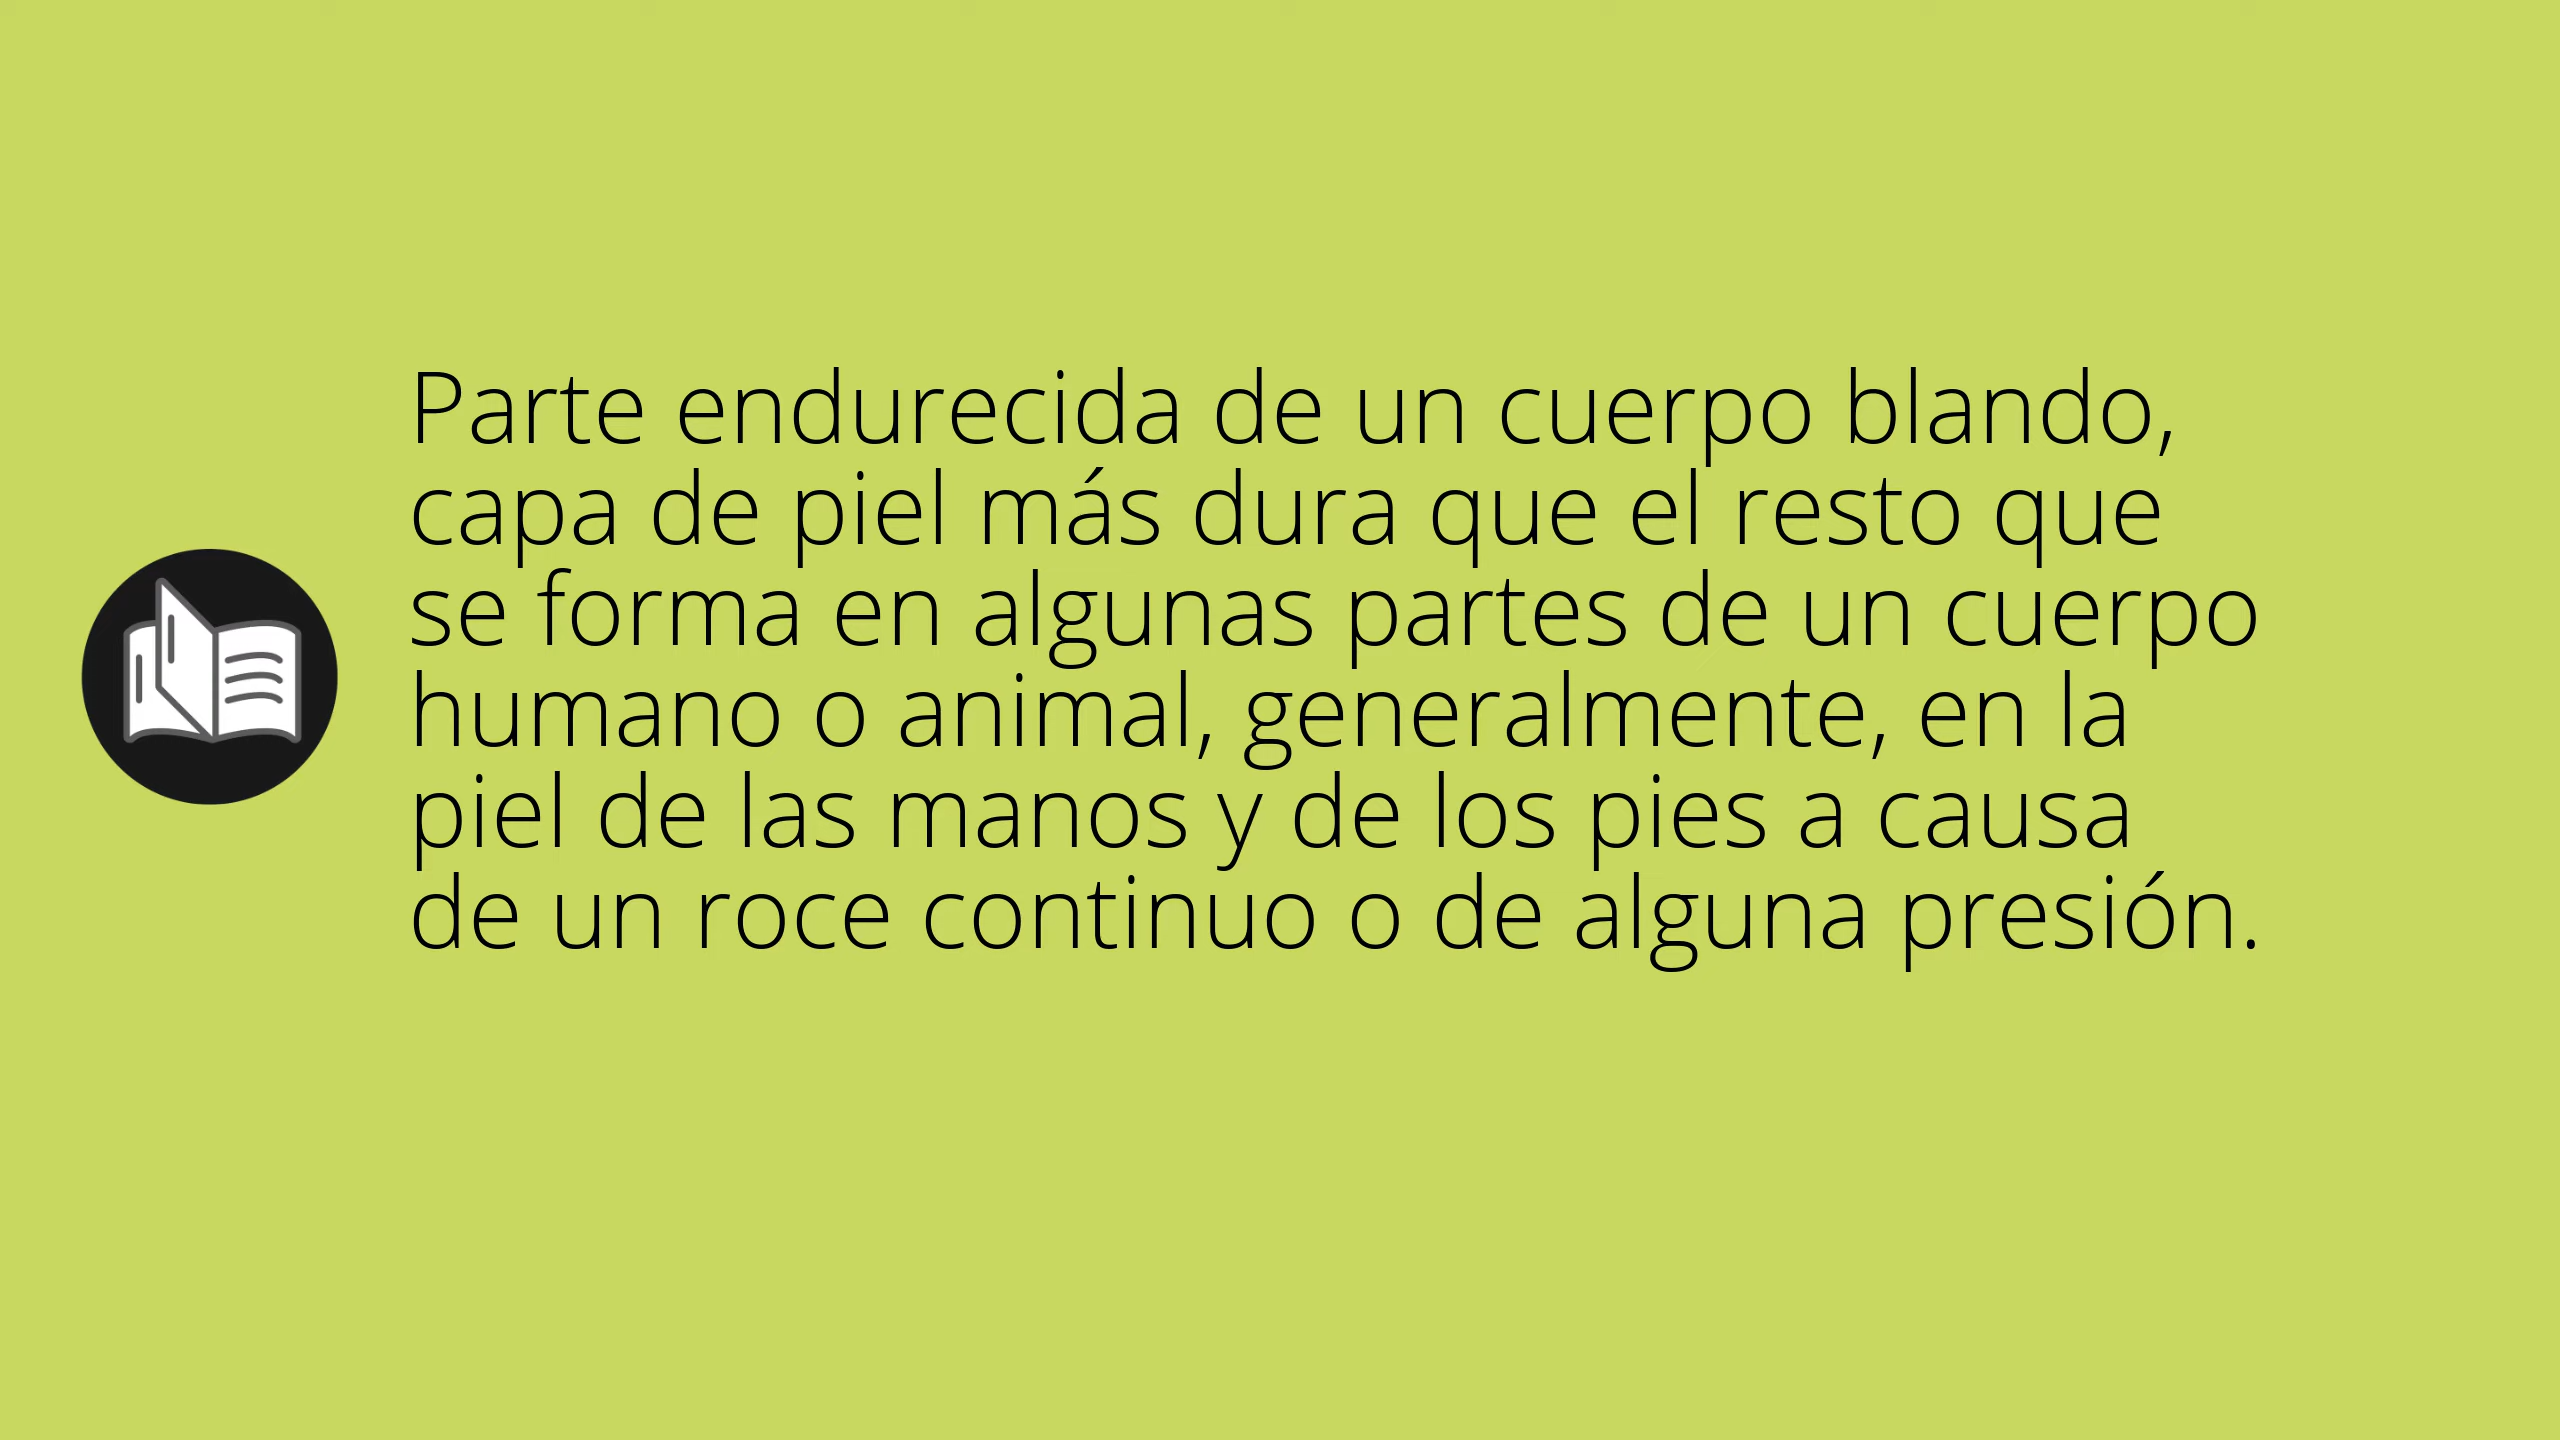 Parte endurecida de un cuerpo blando,
capa de piel más dura que el resto que
se forma en algunas partes de un cuerpo
humano o animal, generalmente, en la
piel de las manos y de los pies a causa
de un roce continuo o de alguna presión.